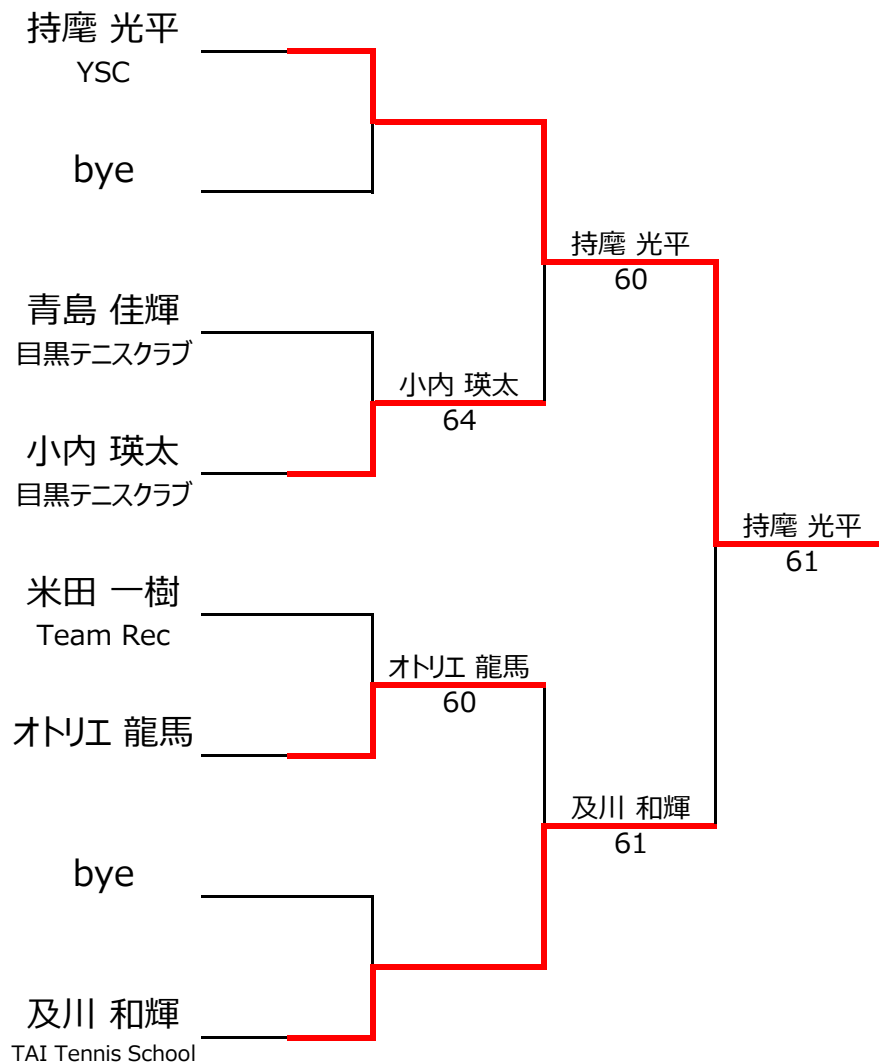 持麾 光平
YSC
bye
青島 佳輝
目黒テニスクラブ
小内 瑛太
目黒テニスクラブ
米田 一樹
Team Rec
オトリエ 龍馬
bye
及川 和輝
TAI Tennis School
小内 瑛太
64
オトリエ 龍馬
60
持麾 光平
60
及川 和輝
61
持麾 光平
61